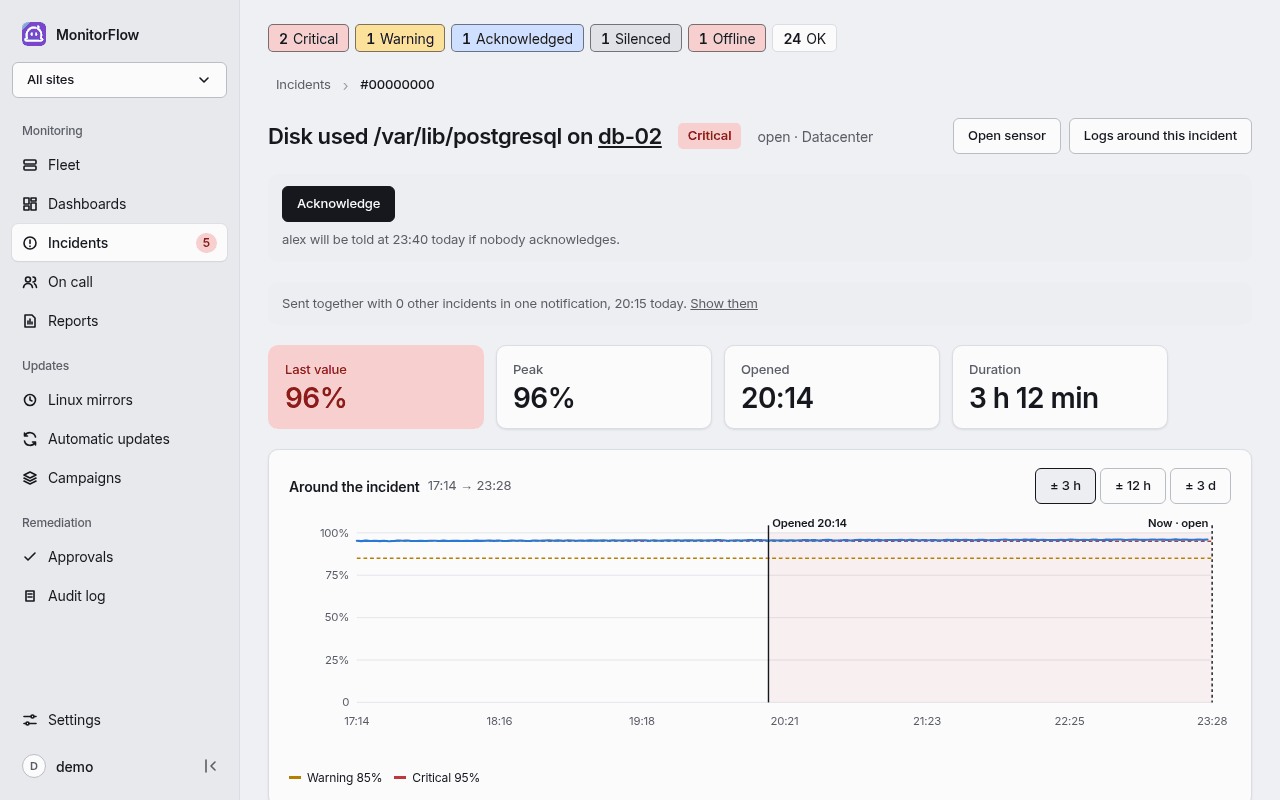 MonitorFlow
All sites
Monitoring
Fleet
Dashboards
Incidents 5
On call
Reports
Updates
Linux mirrors
Automatic updates
Campaigns
Remediation
Approvals
Audit log
Settings
D demo
2 Critical 1 Warning 1 Acknowledged 1 Silenced 1 Offline 24 OK
Incidents › #00000000
Disk used /var/lib/postgresql on db-02 Critical open · Datacenter Open sensor Logs around this incident
Acknowledge
alex will be told at 23:40 today if nobody acknowledges.
Sent together with 0 other incidents in one notification, 20:15 today. Show them
Last value Peak Opened Duration
96% 96% 20:14 3 h 12 min
Around the incident 17:14 → 23:28 ± 3 h ± 12 h ± 3 d
Opened 20:14 Now · open
100%
75%
50%
25%
0
17:14 18:16 19:18 20:21 21:23 22:25 23:28
Warning 85% Critical 95%